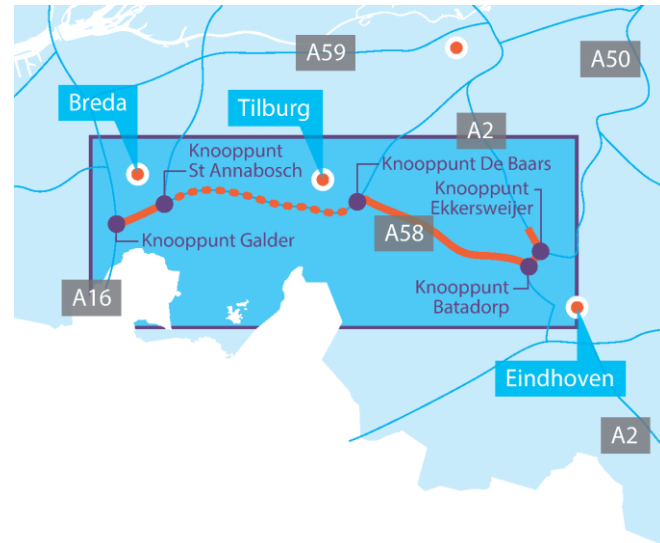 A59
A50
Breda
Tilburg
A2
Knooppunt
St Annabosch
Knooppunt De Baars
Knooppunt
Ekkersweijer
Knooppunt Galder
A58
A16
Knooppunt
Batadorp
Eindhoven
A2